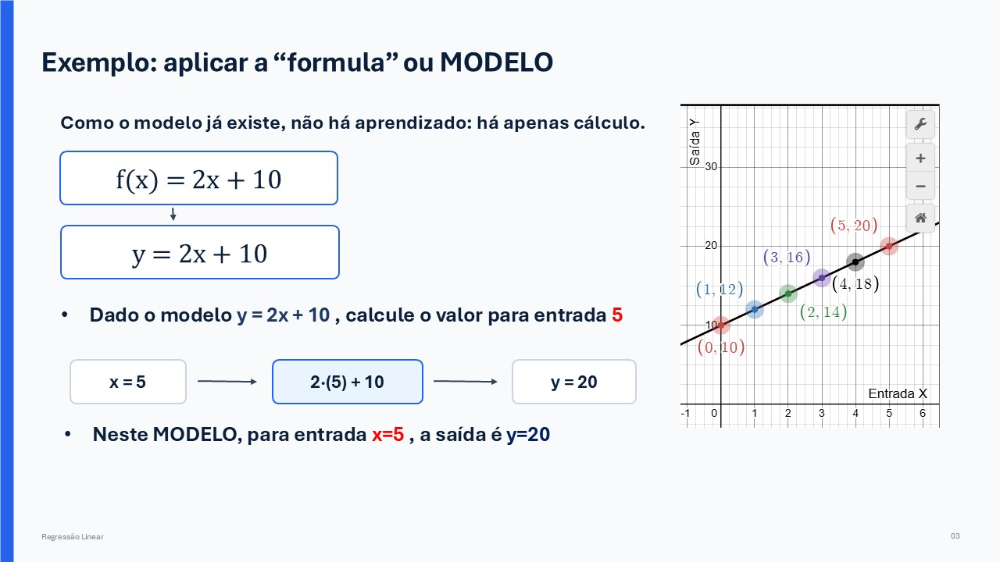 Exemplo: aplicar a “formula” ou MODELO
Como o modelo já existe, não há aprendizado: há apenas cálculo.
f(x) = 2x + 10
y = 2x + 10
• Dado o modelo y = 2x + 10 , calcule o valor para entrada 5
x = 5
2·(5) + 10
y = 20
• Neste MODELO, para entrada x=5 , a saída é y=20
Saída Y
30
20
10
(5, 20)
(3, 16)
(4, 18)
(1, 12)
(2, 14)
(0, 10)
Entrada X
-1 0 1 2 3 4 5 6
+
−
Regressão Linear
03